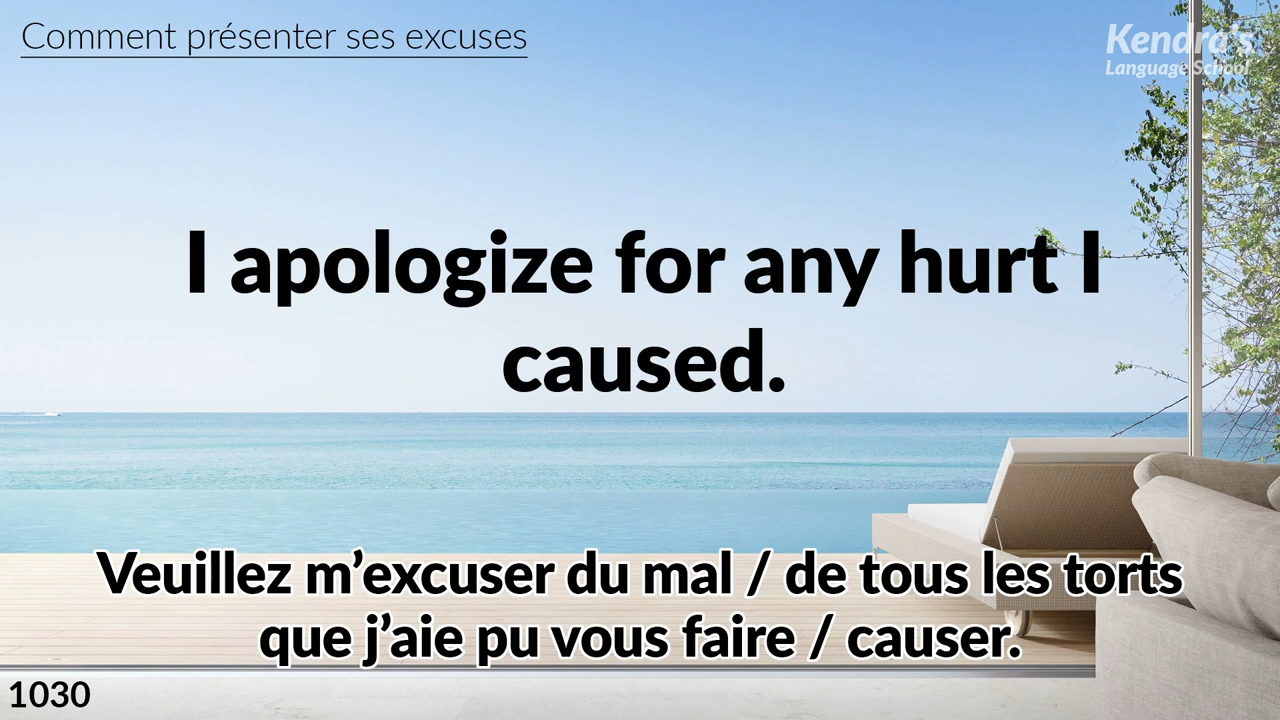 Comment présenter ses excuses
Kendra's
Language School
I apologize for any hurt I
caused.
Veuillez m’excuser du mal / de tous les torts
que j’aie pu vous faire / causer.
1030